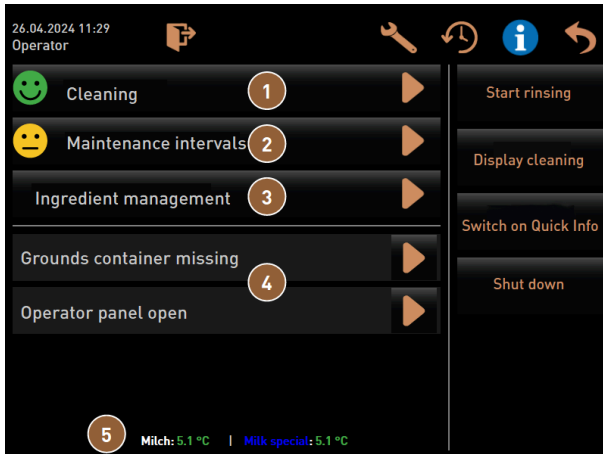 26.04.2024 11:29
Operator
i
Cleaning
1
Maintenance intervals
2
Ingredient management
3
Grounds container missing
4
Operator panel open
5
Milch: 5.1 °C | Milk special: 5.1 °C
Start rinsing
Display cleaning
Switch on Quick Info
Shut down